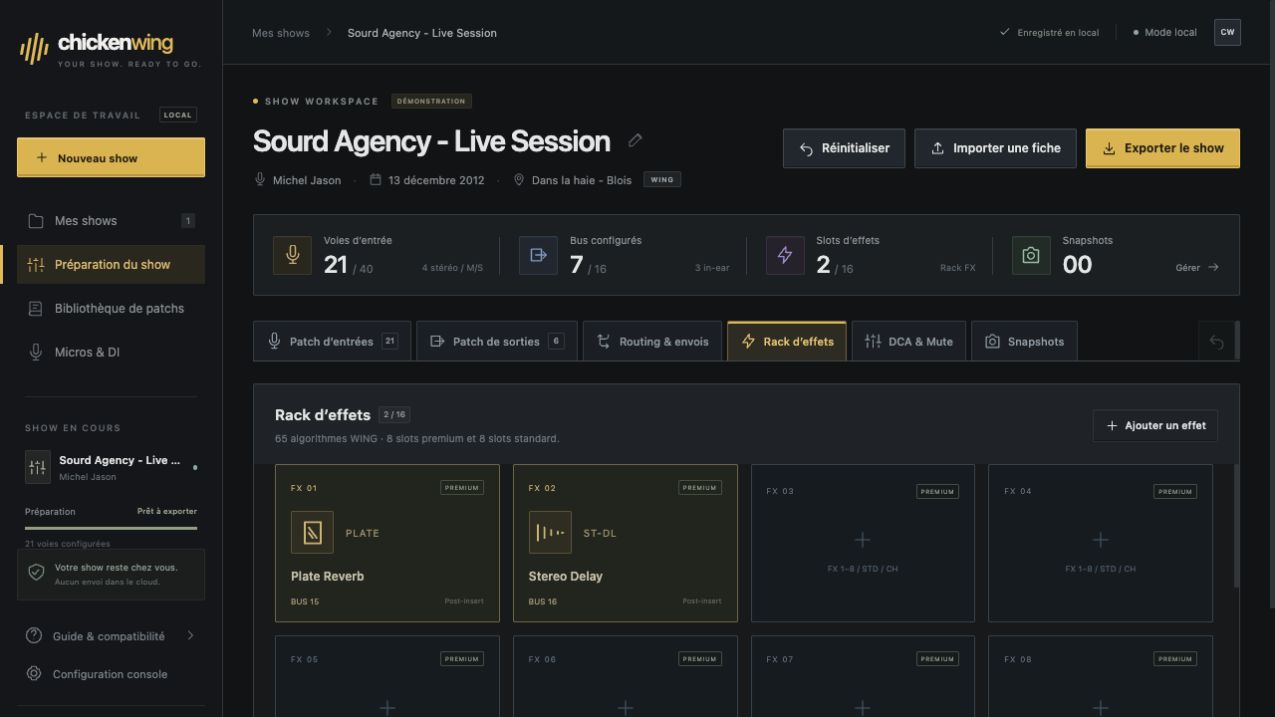 chickenwing
YOUR SHOW. READY TO GO.
ESPACE DE TRAVAIL LOCAL
+ Nouveau show
Mes shows 1
Préparation du show
Bibliothèque de patchs
Micros & DI
SHOW EN COURS
Sourd Agency - Live ...
Michel Jason
Préparation Prêt à exporter
21 voies configurées
Votre show reste chez vous.
Aucun envoi dans le cloud.
Guide & compatibilité
Configuration console
Mes shows > Sourd Agency - Live Session
Enregistré en local
Mode local
CW
SHOW WORKSPACE DÉMONSTRATION
Sourd Agency - Live Session
Michel Jason · 13 décembre 2012 · Dans la haie - Blois WING
Réinitialiser
Importer une fiche
Exporter le show
Voies d'entrée
21 / 40 4 stéréo / M/S
Bus configurés
7 / 16 3 in-ear
Slots d'effets
2 / 16 Rack FX
Snapshots
00 Gérer →
Patch d'entrées 21
Patch de sorties 6
Routing & envois
Rack d'effets
DCA & Mute
Snapshots
Rack d'effets 2 / 16
65 algorithmes WING · 8 slots premium et 8 slots standard.
+ Ajouter un effet
FX 01 PREMIUM
PLATE
Plate Reverb
BUS 15 Post-insert
FX 02 PREMIUM
ST-DL
Stereo Delay
BUS 16 Post-insert
FX 03 PREMIUM
+
FX 1–8 / STD / CH
FX 04 PREMIUM
+
FX 1–8 / STD / CH
FX 05 PREMIUM
+
FX 06 PREMIUM
+
FX 07 PREMIUM
+
FX 08 PREMIUM
+